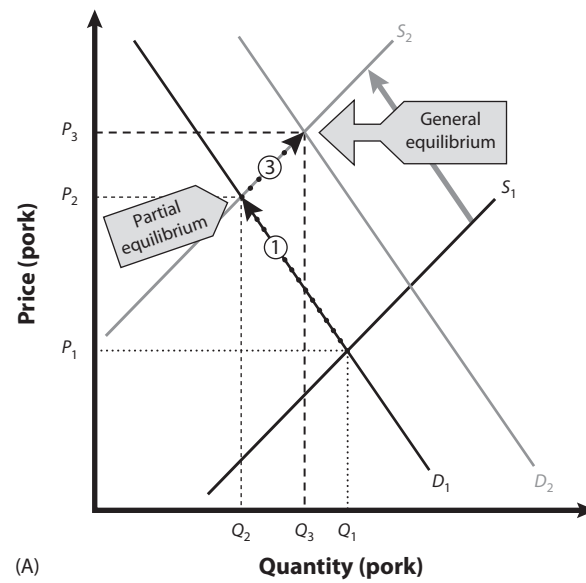 S2
P3
General
equilibrium
3
S1
P2
Partial
equilibrium
1
Price (pork)
P1
D1
D2
Q2
Q3
Q1
(A)
Quantity (pork)